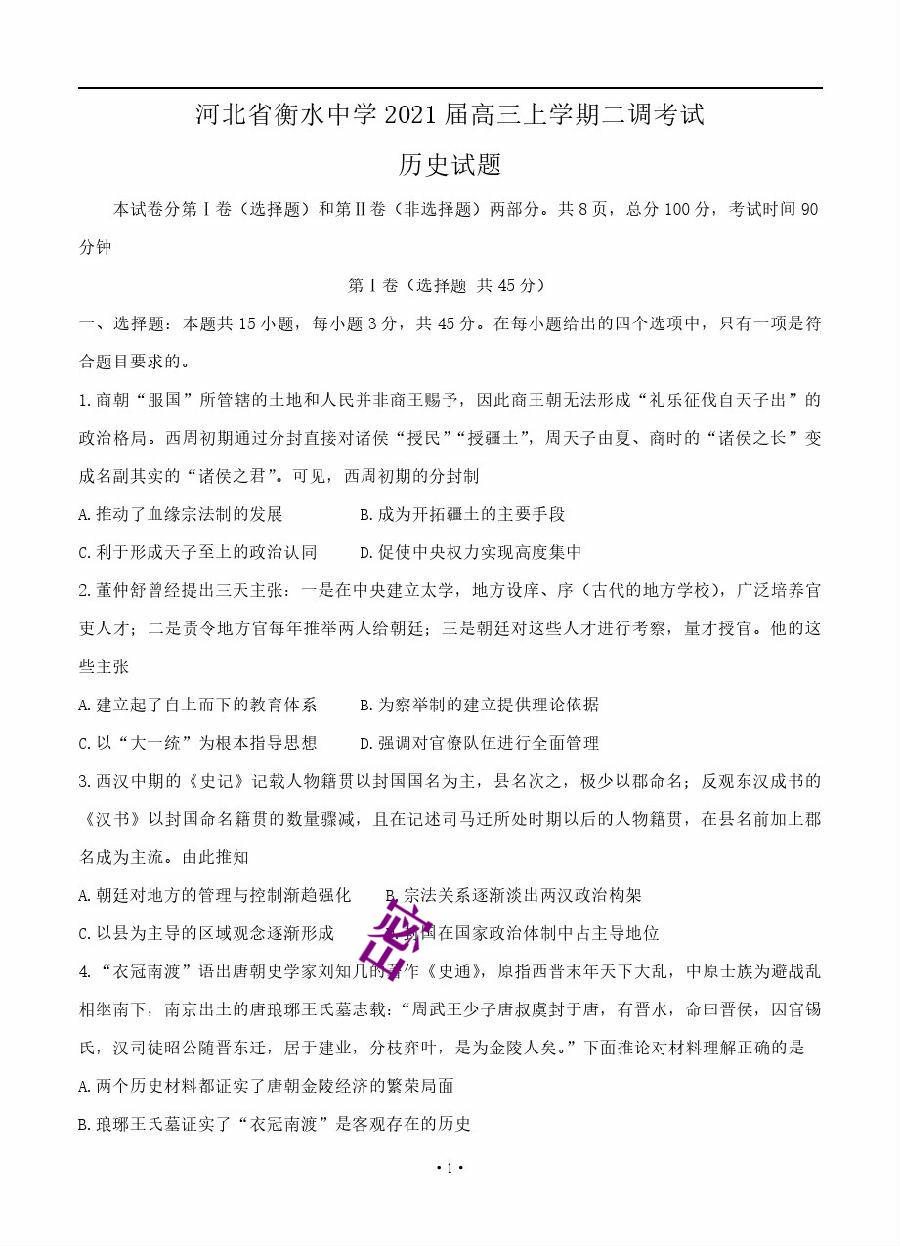 河北省衡水中学2021届高三上学期二调考试
历史试题
本试卷分第Ⅰ卷（选择题）和第Ⅱ卷（非选择题）两部分。共8页，总分100分，考试时间90
分钟
第Ⅰ卷（选择题 共45分）
一、选择题：本题共15小题，每小题3分，共45分。在每小题给出的四个选项中，只有一项是符
合题目要求的。
1.商朝“服国”所管辖的土地和人民并非商王赐予，因此商王朝无法形成“礼乐征伐自天子出”的
政治格局。西周初期通过分封直接对诸侯“授民”“授疆土”，周天子由夏、商时的“诸侯之长”变
成名副其实的“诸侯之君”。可见，西周初期的分封制
A.推动了血缘宗法制的发展 B.成为开拓疆土的主要手段
C.利于形成天子至上的政治认同 D.促使中央权力实现高度集中
2.董仲舒曾经提出三天主张：一是在中央建立太学，地方设庠、序（古代的地方学校），广泛培养官
吏人才；二是责令地方官每年推举两人给朝廷；三是朝廷对这些人才进行考察，量才授官。他的这
些主张
A.建立起了自上而下的教育体系 B.为察举制的建立提供理论依据
C.以“大一统”为根本指导思想 D.强调对官僚队伍进行全面管理
3.西汉中期的《史记》记载人物籍贯以封国国名为主，县名次之，极少以郡命名；反观东汉成书的
《汉书》以封国命名籍贯的数量骤减，且在记述司马迁所处时期以后的人物籍贯，在县名前加上郡
名成为主流。由此推知
A.朝廷对地方的管理与控制渐趋强化 B.宗法关系逐渐淡出两汉政治构架
C.以县为主导的区域观念逐渐形成 国在国家政治体制中占主导地位
密
4.“衣冠南渡”语出唐朝史学家刘知几的著作《史通》，原指西晋末年天下大乱，中原士族为避战乱
相继南下。南京出土的唐琅琊王氏墓志载：“周武王少子唐叔虞封于唐，有晋水，命曰晋侯，因官锡
氏，汉司徒昭公随晋东迁，居于建业，分枝弈叶，是为金陵人矣。”下面推论对材料理解正确的是
A.两个历史材料都证实了唐朝金陵经济的繁荣局面
B.琅琊王氏墓证实了“衣冠南渡”是客观存在的历史
·1·